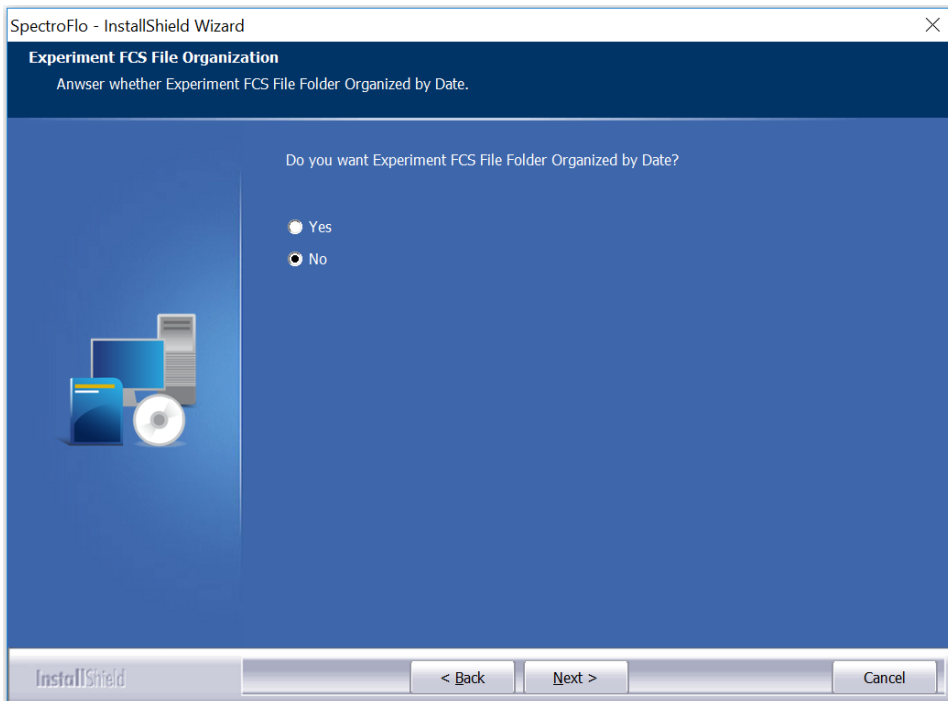 SpectroFlo - InstallShield Wizard
Experiment FCS File Organization
Anwser whether Experiment FCS File Folder Organized by Date.
Do you want Experiment FCS File Folder Organized by Date?
Yes
No
InstallShield
< Back
Next >
Cancel